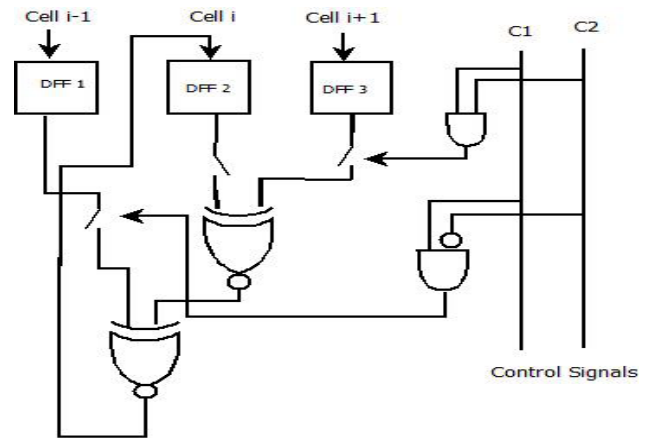 Cell i-1
Cell i
Cell i+1
C1
C2
DFF 1
DFF 2
DFF 3
Control Signals